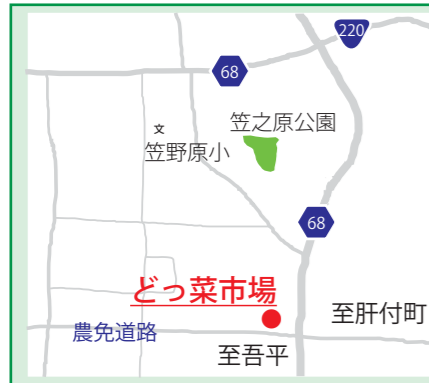 220
68
文
笠之原公園
笠野原小
68
どっ菜市場
至肝付町
農免道路
至吾平